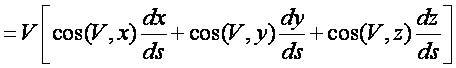 = V [ cos(V, x) dx/ds + cos(V, y) dy/ds + cos(V, z) dz/ds ]